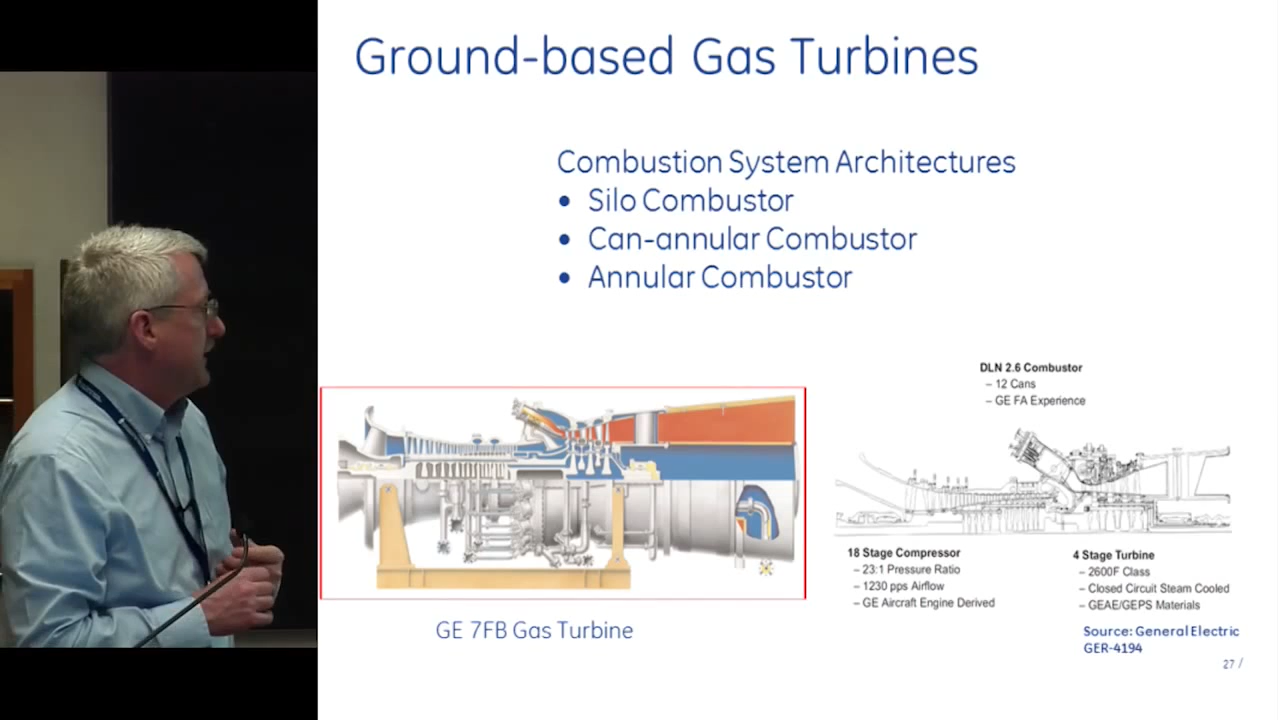 Ground-based Gas Turbines
Combustion System Architectures
• Silo Combustor
• Can-annular Combustor
• Annular Combustor
DLN 2.6 Combustor
– 12 Cans
– GE FA Experience
18 Stage Compressor
– 23:1 Pressure Ratio
– 1230 pps Airflow
– GE Aircraft Engine Derived
4 Stage Turbine
– 2600F Class
– Closed Circuit Steam Cooled
– GEAE/GEPS Materials
GE 7FB Gas Turbine
Source: General Electric
GER-4194
27 /